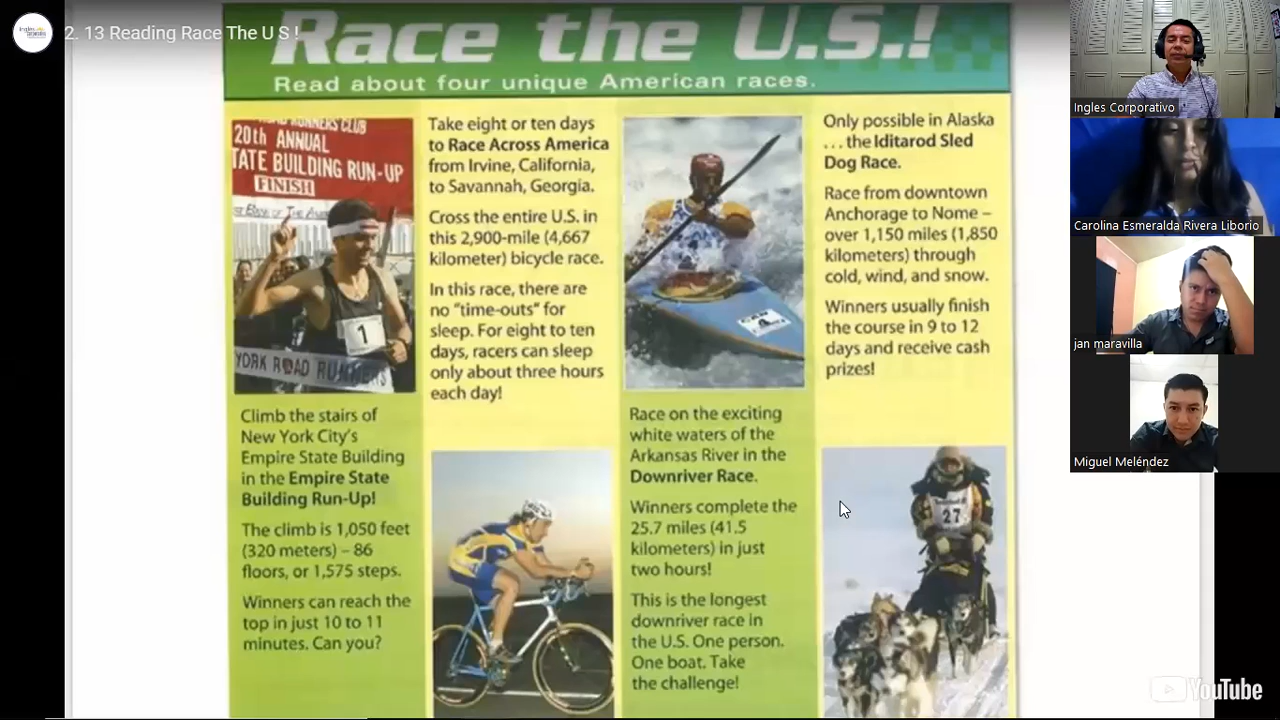 2. 13 Reading Race The U S !
Race the U.S.!
Read about four unique American races.
20th ANNUAL
TATE BUILDING RUN-UP
FINISH
YORK ROAD RUNNERS
1
Climb the stairs of
New York City's
Empire State Building
in the Empire State
Building Run-Up!
The climb is 1,050 feet
(320 meters) – 86
floors, or 1,575 steps.
Winners can reach the
top in just 10 to 11
minutes. Can you?
Take eight or ten days
to Race Across America
from Irvine, California,
to Savannah, Georgia.
Cross the entire U.S. in
this 2,900-mile (4,667
kilometer) bicycle race.
In this race, there are
no "time-outs" for
sleep. For eight to ten
days, racers can sleep
only about three hours
each day!
Race on the exciting
white waters of the
Arkansas River in the
Downriver Race.
Winners complete the
25.7 miles (41.5
kilometers) in just
two hours!
This is the longest
downriver race in
the U.S. One person.
One boat. Take
the challenge!
Only possible in Alaska
. . . the Iditarod Sled
Dog Race.
Race from downtown
Anchorage to Nome –
over 1,150 miles (1,850
kilometers) through
cold, wind, and snow.
Winners usually finish
the course in 9 to 12
days and receive cash
prizes!
27
Ingles Corporativo
Carolina Esmeralda Rivera Liborio
jan maravilla
Miguel Meléndez
YouTube